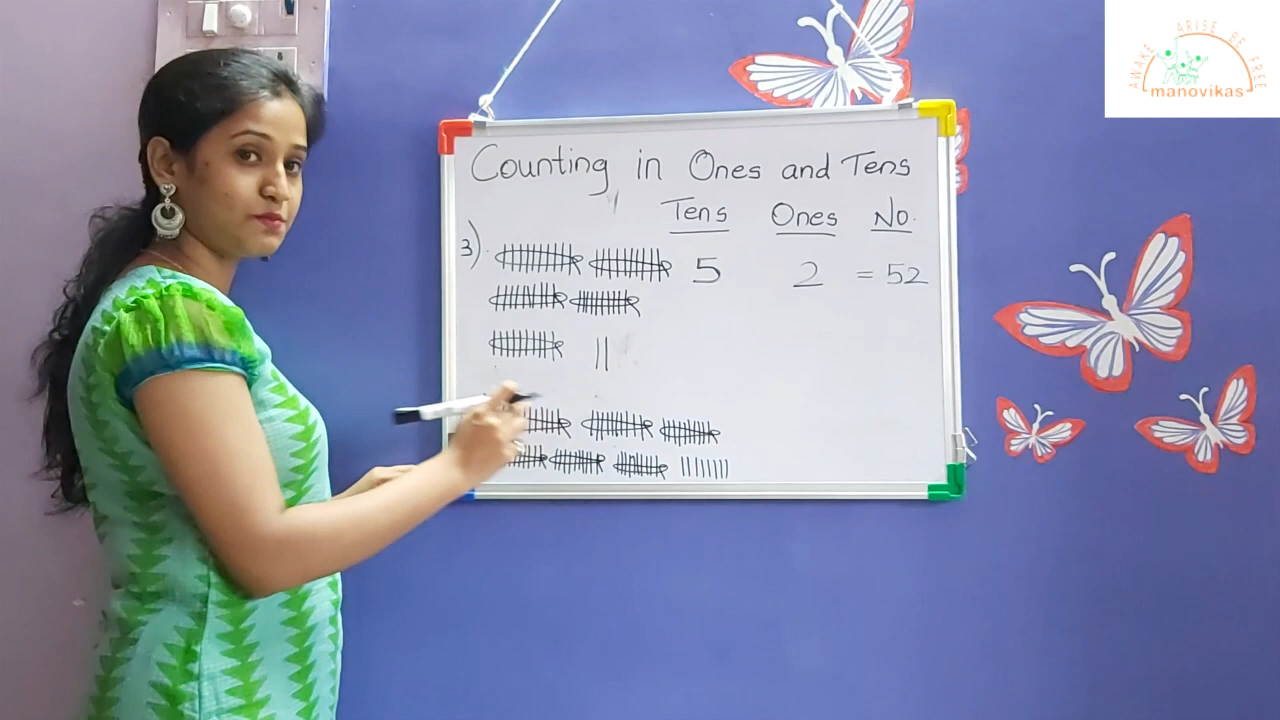 AWAKE ARISE BE FREE
manovikas
Counting in Ones and Tens
Tens Ones No.
3). 5 2 = 52